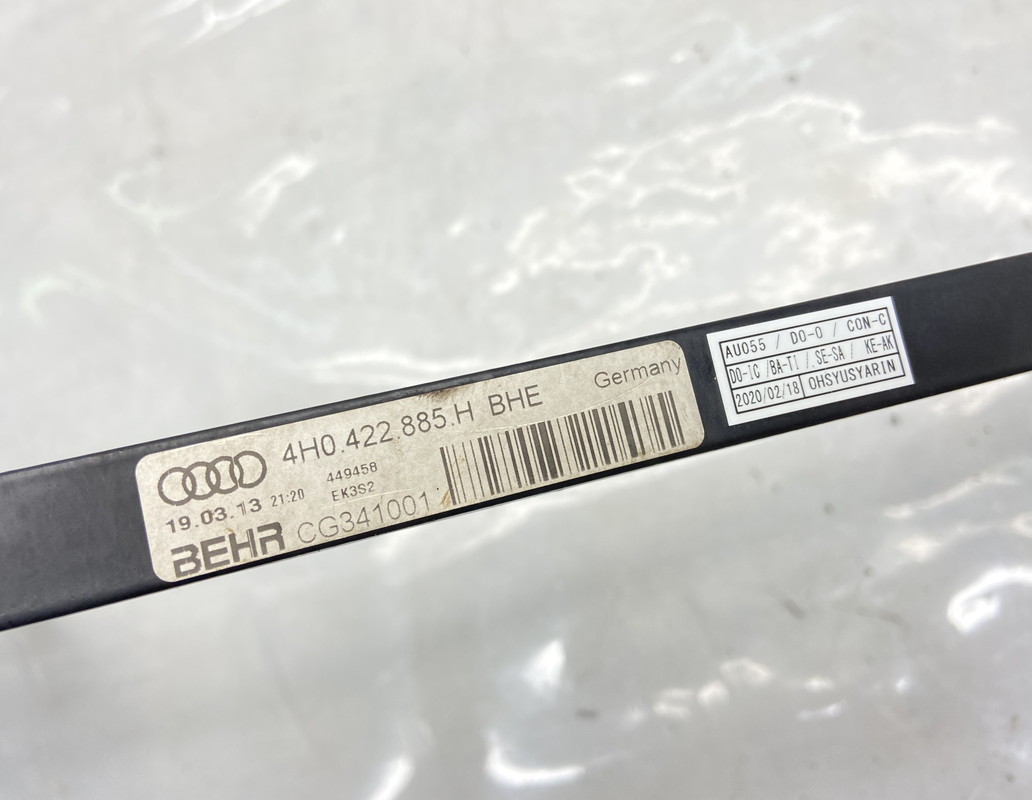 4H0.422.885.H BHE Germany
19.03.13 21:20 449458
EK3S2
BEHR CG341001
AU055 / DO-O / CON-C
DO-IC /BA-TI /.SE-SA / KE-AK
2020/02/18 OHSYUSYARIN